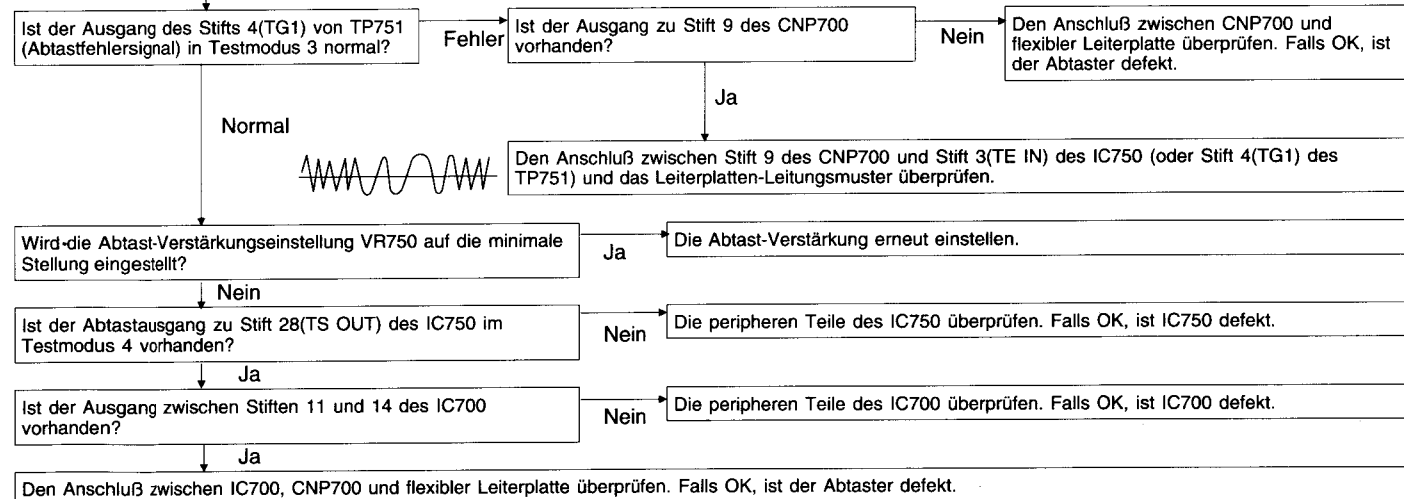 Ist der Ausgang des Stifts 4(TG1) von TP751
(Abtastfehlersignal) in Testmodus 3 normal?
Fehler
Ist der Ausgang zu Stift 9 des CNP700
vorhanden?
Nein
Den Anschluß zwischen CNP700 und
flexibler Leiterplatte überprüfen. Falls OK, ist
der Abtaster defekt.
Ja
Normal
Den Anschluß zwischen Stift 9 des CNP700 und Stift 3(TE IN) des IC750 (oder Stift 4(TG1) des
TP751) und das Leiterplatten-Leitungsmuster überprüfen.
Wird die Abtast-Verstärkungseinstellung VR750 auf die minimale
Stellung eingestellt?
Ja
Die Abtast-Verstärkung erneut einstellen.
Nein
Ist der Abtastausgang zu Stift 28(TS OUT) des IC750 im
Testmodus 4 vorhanden?
Nein
Die peripheren Teile des IC750 überprüfen. Falls OK, ist IC750 defekt.
Ja
Ist der Ausgang zwischen Stiften 11 und 14 des IC700
vorhanden?
Nein
Die peripheren Teile des IC700 überprüfen. Falls OK, ist IC700 defekt.
Ja
Den Anschluß zwischen IC700, CNP700 und flexibler Leiterplatte überprüfen. Falls OK, ist der Abtaster defekt.